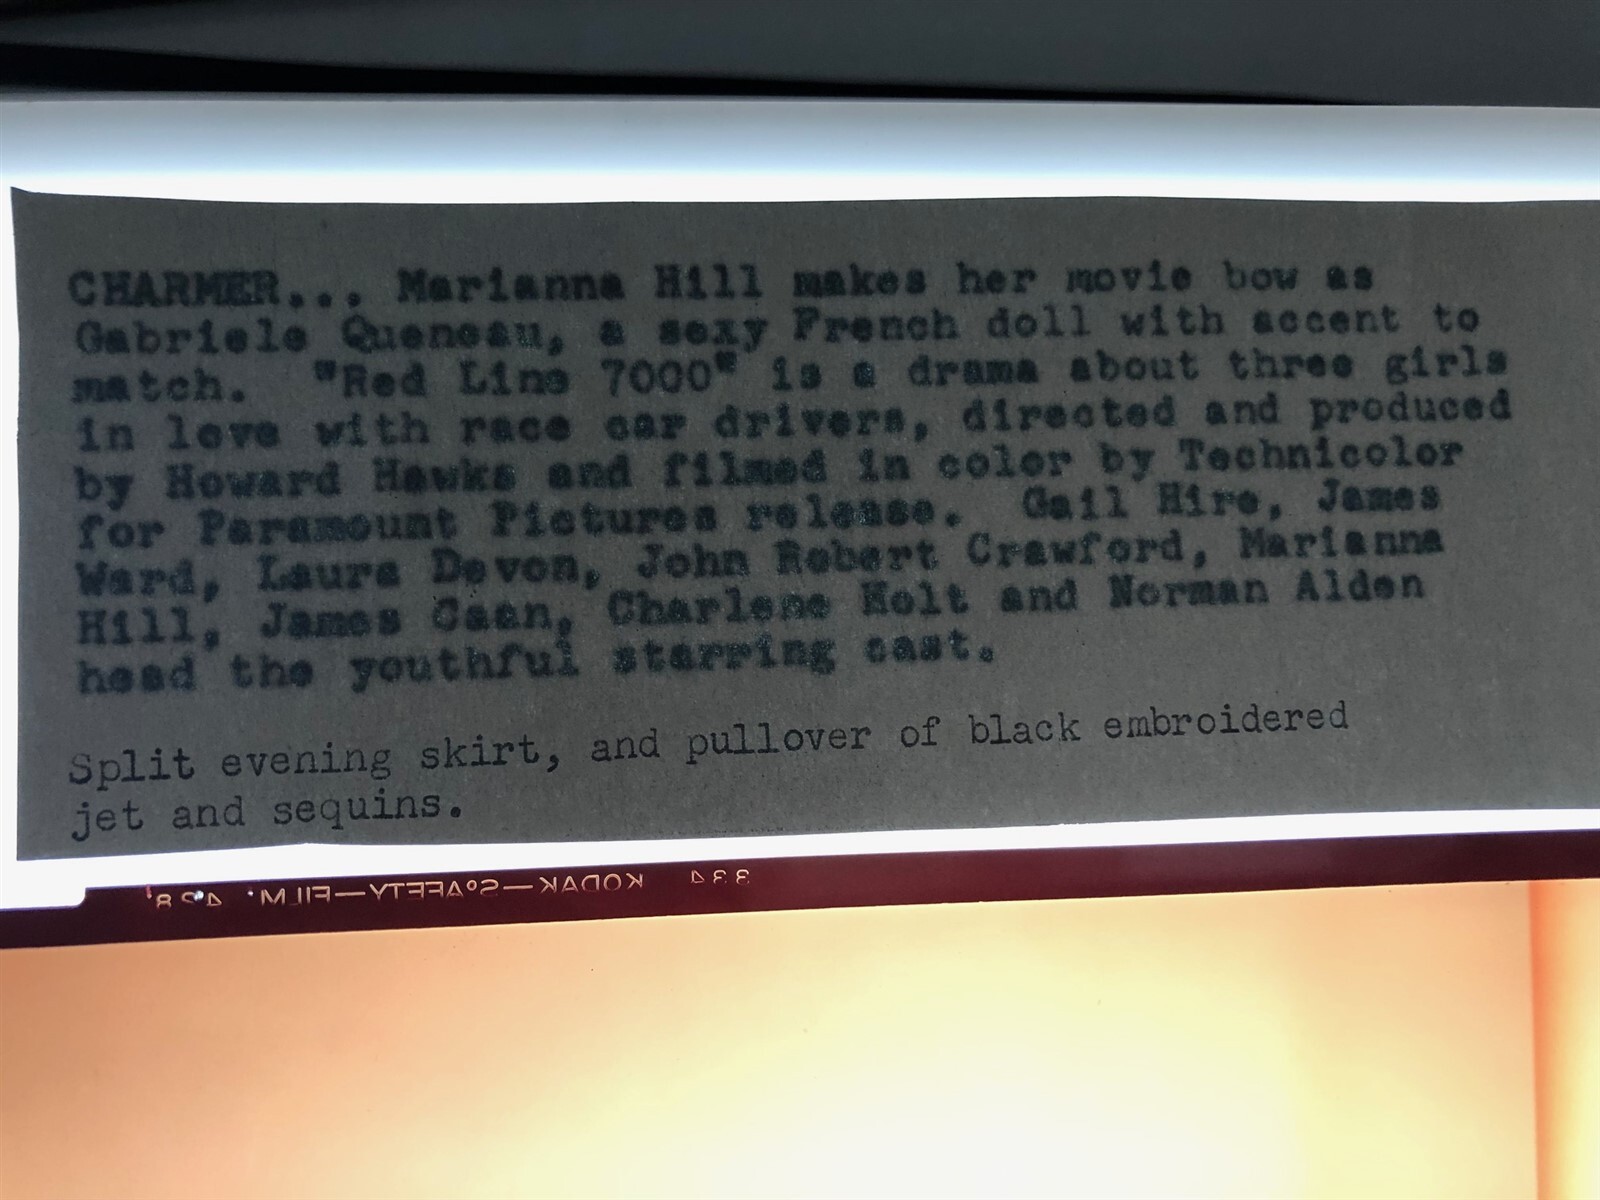 CHARMER... Marianna Hill makes her movie bow as
Gabriele Queneau, a sexy French doll with accent to
match. "Red Line 7000" is a drama about three girls
in love with race car drivers, directed and produced
by Howard Hawks and filmed in color by Technicolor
for Paramount Pictures release. Gail Hire, James
Ward, Laura Devon, John Robert Crawford, Marianna
Hill, James Caan, Charlene Holt and Norman Alden
head the youthful starring cast.
Split evening skirt, and pullover of black embroidered
jet and sequins.
KODAK—S°AFETY—FILM.